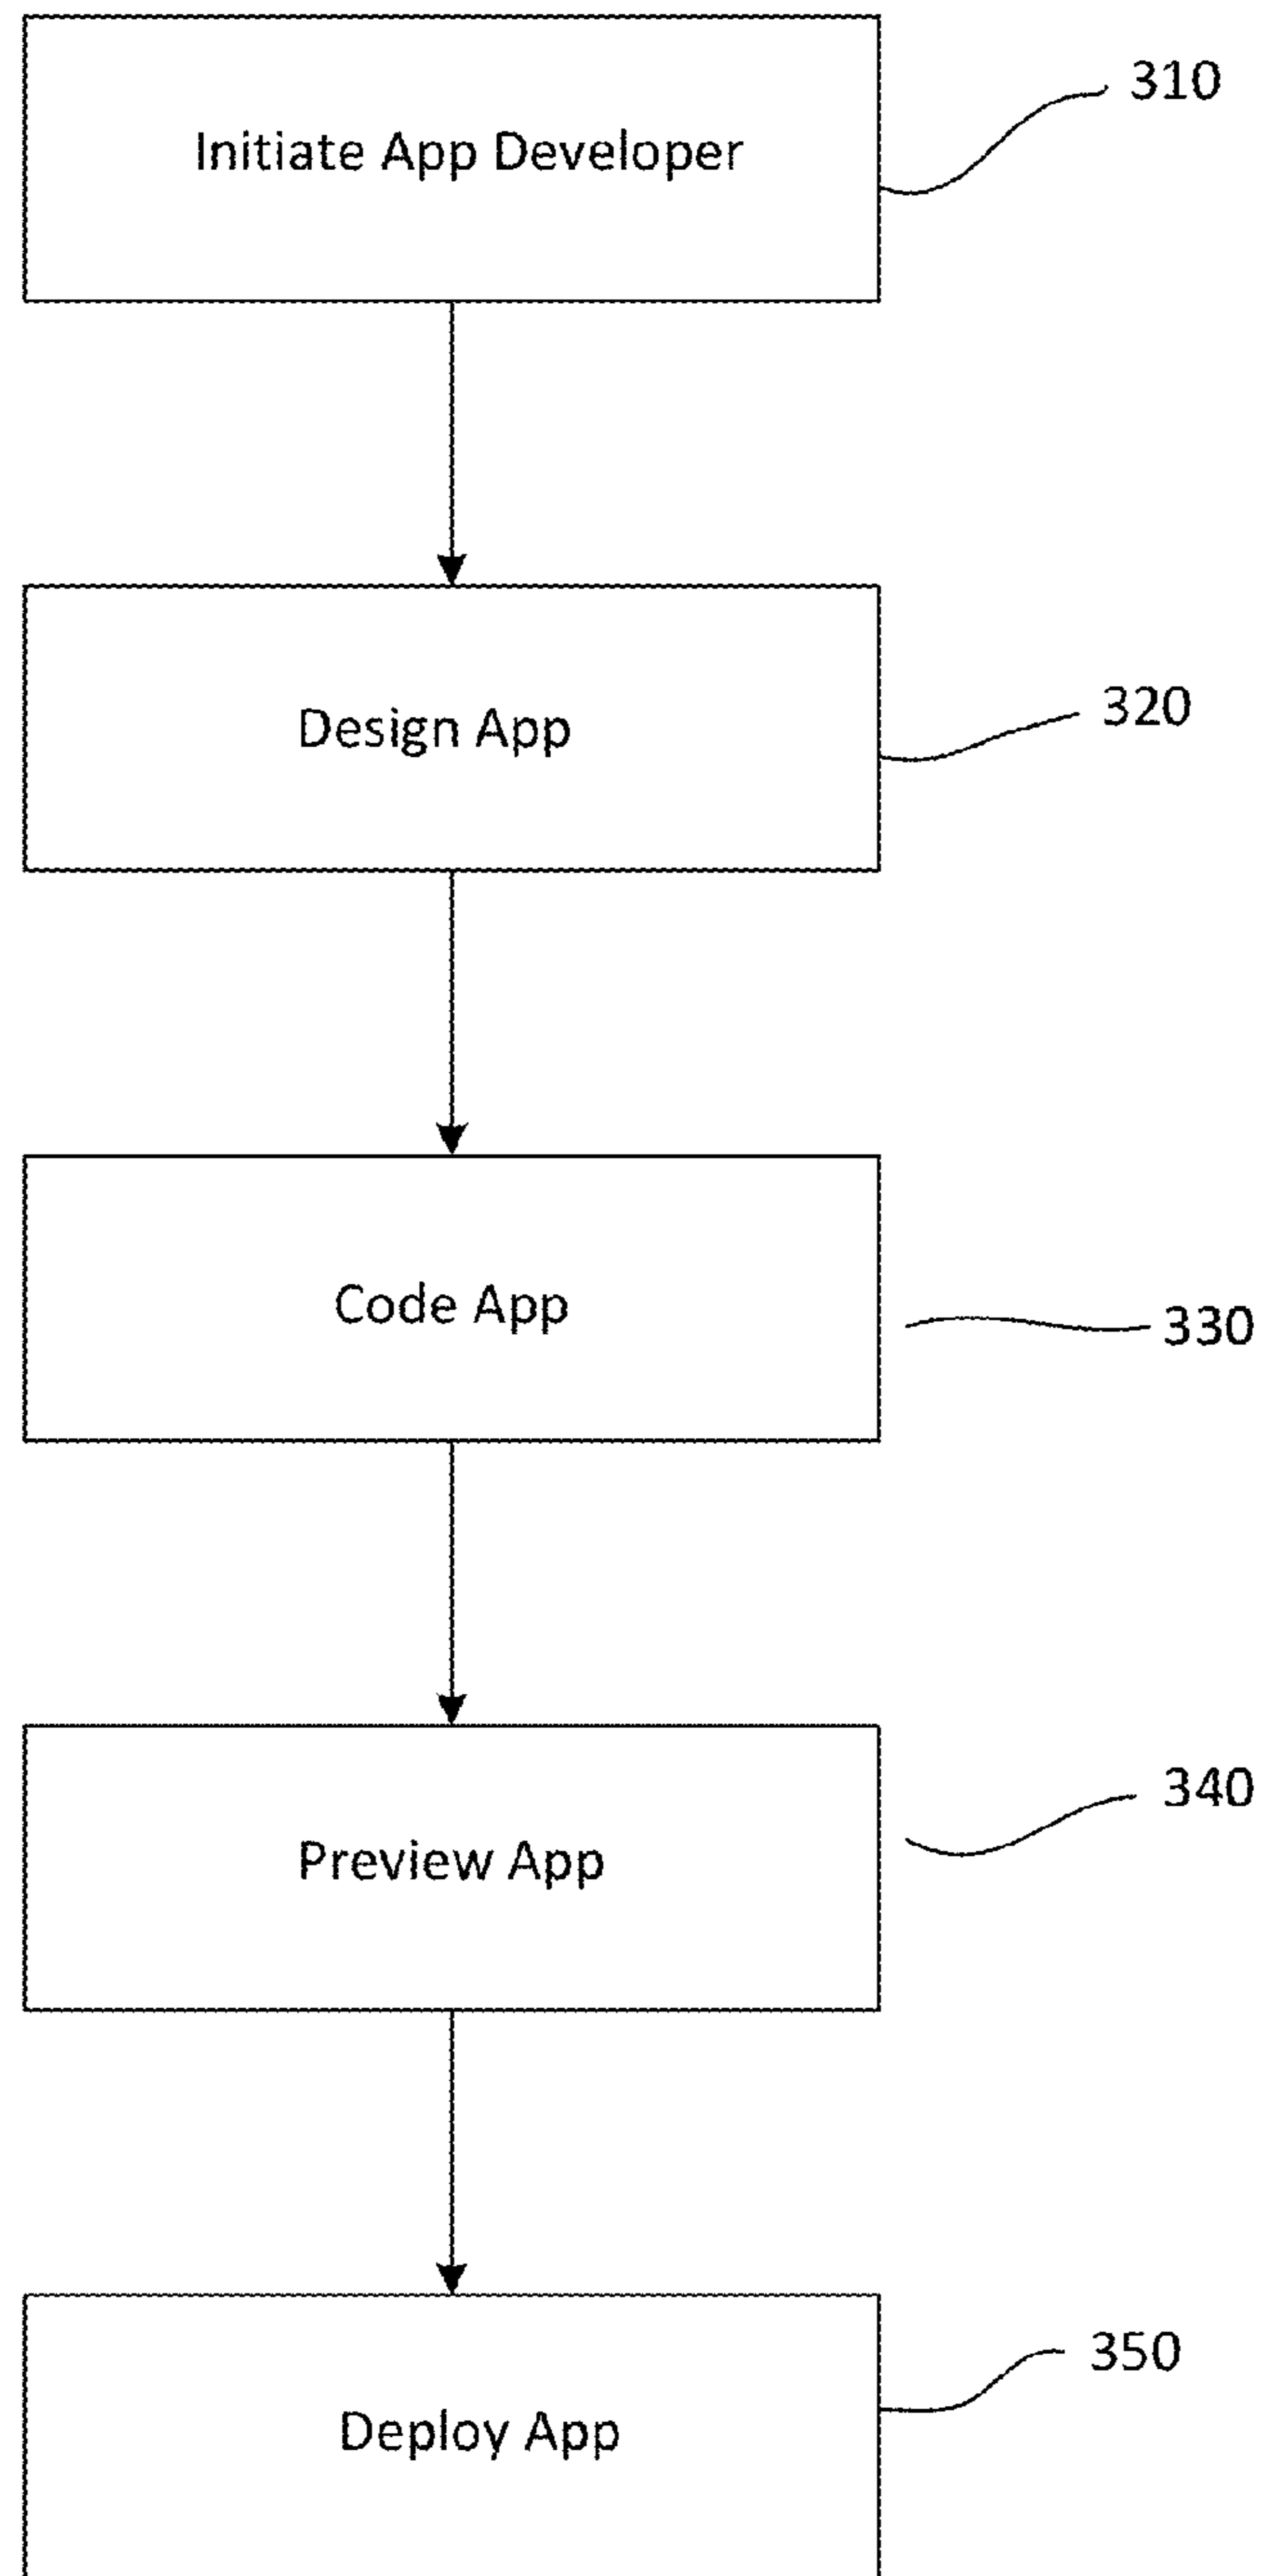 Initiate App Developer
310
Design App
320
Code App
330
Preview App
340
Deploy App
350